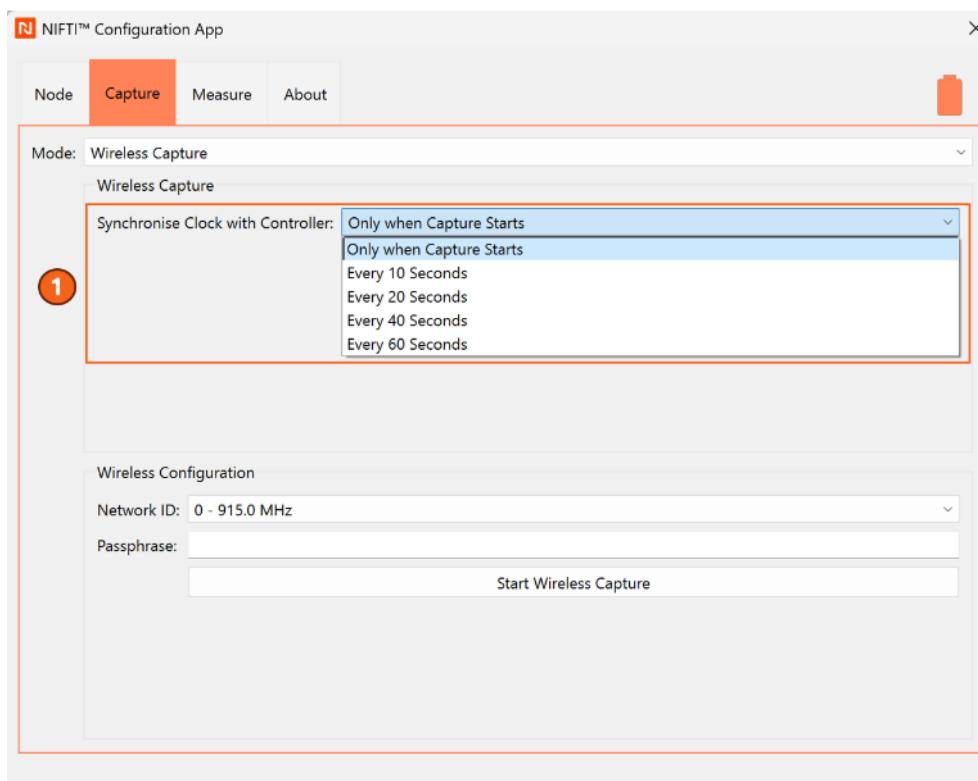 NIFTI™ Configuration App
Node Capture Measure About
Mode: Wireless Capture
Wireless Capture
Synchronise Clock with Controller: Only when Capture Starts
Only when Capture Starts
1
Every 10 Seconds
Every 20 Seconds
Every 40 Seconds
Every 60 Seconds
Wireless Configuration
Network ID: 0 - 915.0 MHz
Passphrase:
Start Wireless Capture